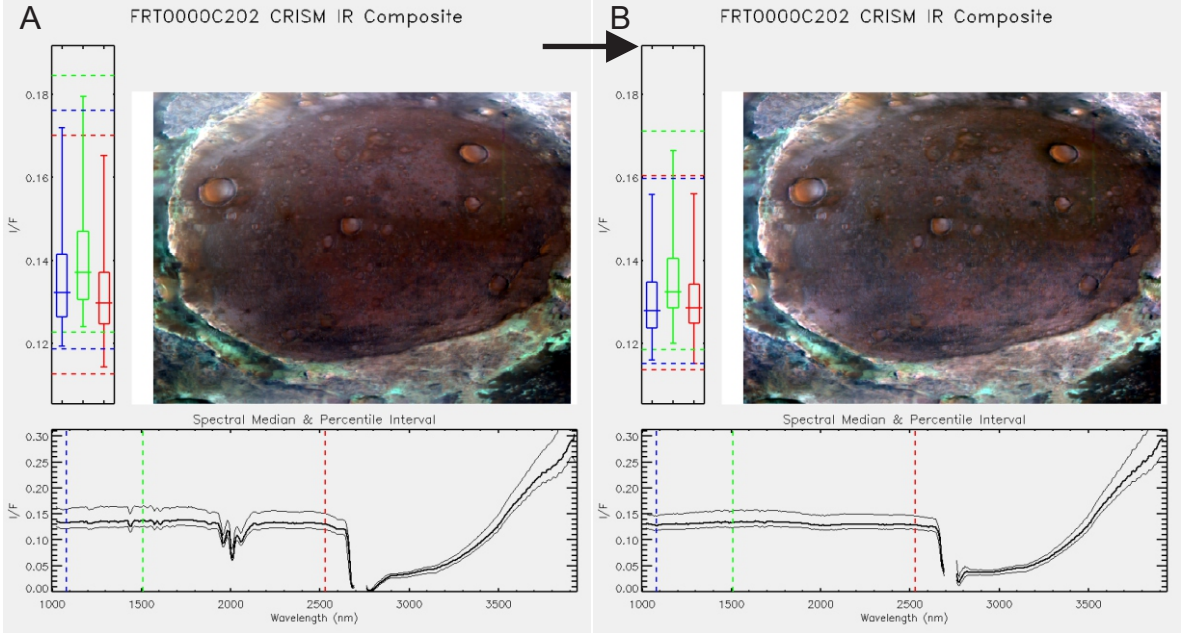 A
FRT0000C202 CRISM IR Composite
0.18
0.16
0.14
0.12
I/F
Spectral Median & Percentile Interval
0.30
0.25
0.20
0.15
0.10
0.05
0.00
I/F
1000 1500 2000 2500 3000 3500
Wavelength (nm)
B
FRT0000C202 CRISM IR Composite
0.18
0.16
0.14
0.12
I/F
Spectral Median & Percentile Interval
0.30
0.25
0.20
0.15
0.10
0.05
0.00
I/F
1000 1500 2000 2500 3000 3500
Wavelength (nm)